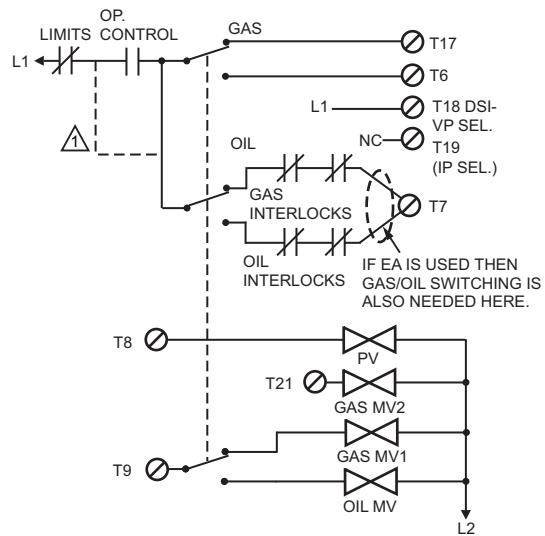 OP.
LIMITS CONTROL
GAS
L1
T17
T6
1
L1
T18 DSI-
VP SEL.
NC
T19
(IP SEL.)
OIL
GAS
INTERLOCKS
T7
OIL
INTERLOCKS
IF EA IS USED THEN
GAS/OIL SWITCHING IS
ALSO NEEDED HERE.
T8
PV
T21
GAS MV2
T9
GAS MV1
OIL MV
L2